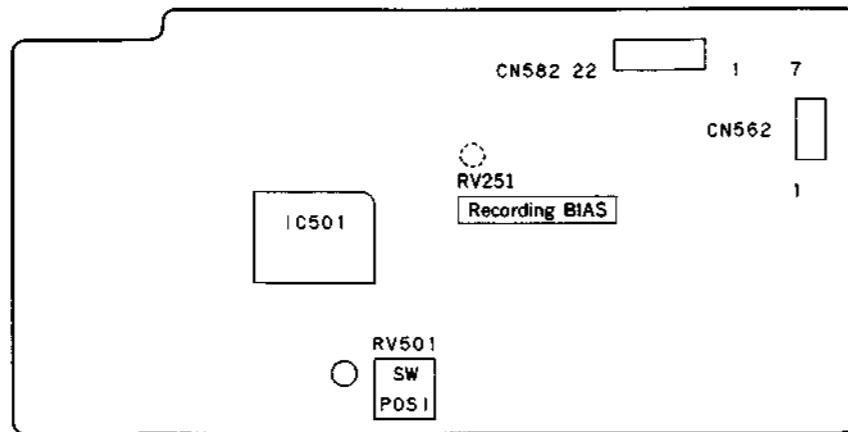 CN582 22
1
7
CN562
RV251
1
Recording BIAS
IC501
RV501
SW
POSI